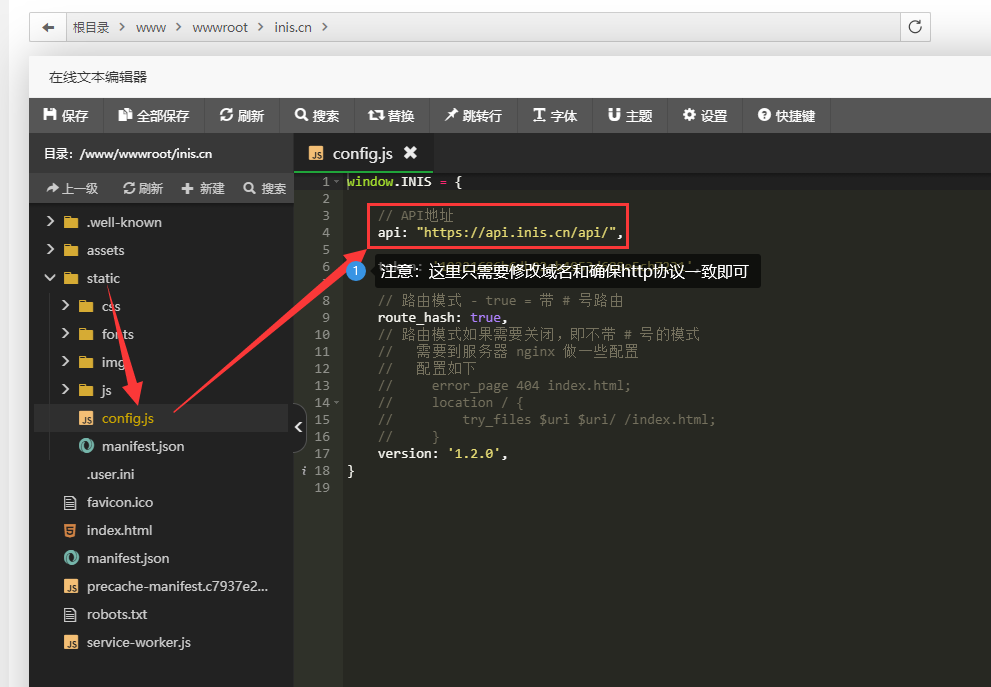 根目录 > www > wwwroot > inis.cn >
在线文本编辑器
保存 全部保存 刷新 搜索 替换 跳转行 字体 主题 设置 快捷键
目录：/www/wwwroot/inis.cn
config.js
上一级 刷新 新建 搜索
.well-known
assets
static
css
fonts
img
js
config.js
manifest.json
.user.ini
favicon.ico
index.html
manifest.json
precache-manifest.c7937e2...
robots.txt
service-worker.js
1 window.INIS = {
2
3 // API地址
4 api: "https://api.inis.cn/api/",
5
6
1 注意：这里只需要修改域名和确保http协议一致即可
8 // 路由模式 - true = 带 # 号路由
9 route_hash: true,
10 // 路由模式如果需要关闭，即不带 # 号的模式
11 // 需要到服务器 nginx 做一些配置
12 // 配置如下
13 // error_page 404 index.html;
14 // location / {
15 // try_files $uri $uri/ /index.html;
16 // }
17 version: '1.2.0',
i 18 }
19